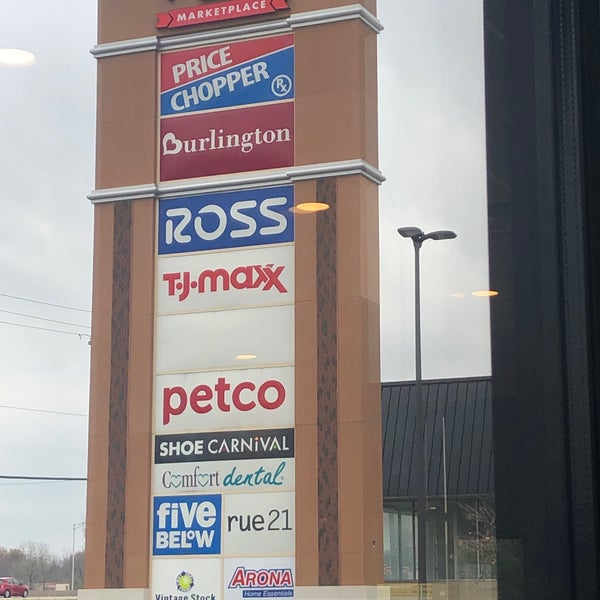 MARKETPLACE
PRICE
CHOPPER
Rx
Burlington
ROSS
T·J·maxx
petco
SHOE CARNiVAL
Comfort dental
five
BELoW
rue21
Vintage Stock
ARONA
Home Essentials